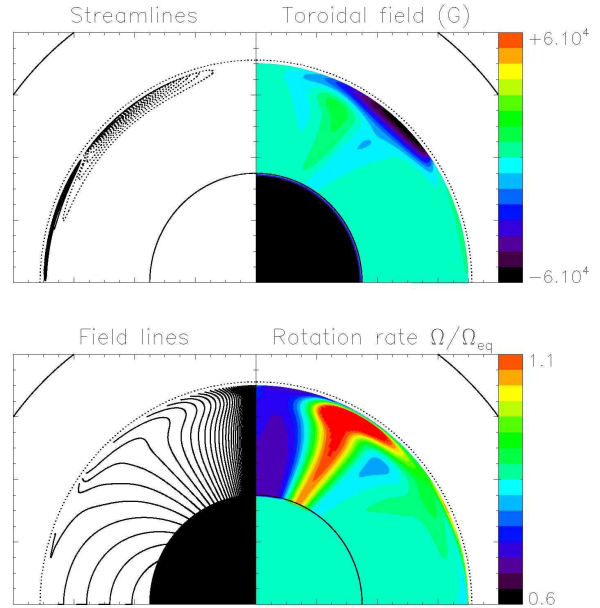 Streamlines
Toroidal field (G)
+6.10⁴
-6.10⁴
Field lines
Rotation rate Ω/Ω_eq
1.1
0.6